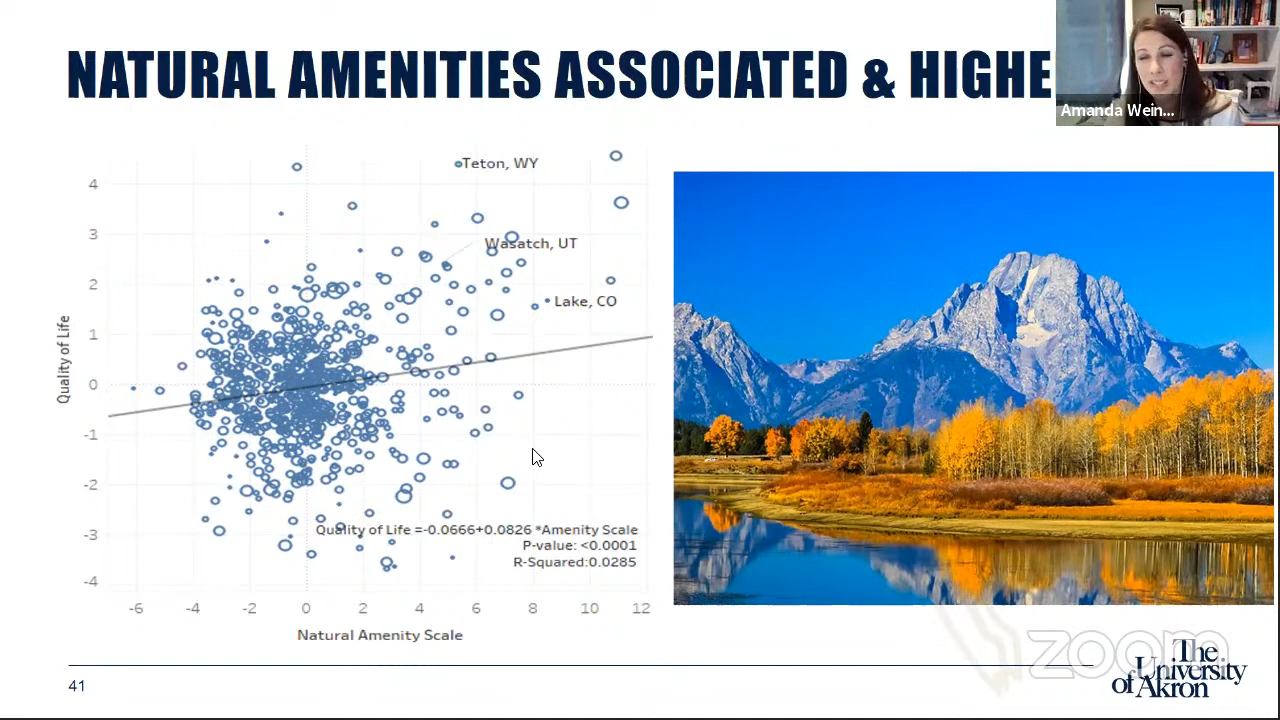 NATURAL AMENITIES ASSOCIATED & HIGHE
Amanda Wein...
Teton, WY
Wasatch, UT
Lake, CO
4
3
2
1
0
-1
-2
-3
-4
Quality of Life
Quality of Life =-0.0666+0.0826 *Amenity Scale
P-value: <0.0001
R-Squared:0.0285
-6 -4 -2 0 2 4 6 8 10 12
Natural Amenity Scale
zoom
The
University
of Akron
41